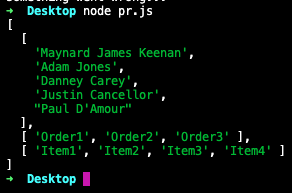 ➜  Desktop node pr.js
[
  [
    'Maynard James Keenan',
    'Adam Jones',
    'Danney Carey',
    'Justin Cancellor',
    "Paul D'Amour"
  ],
  [ 'Order1', 'Order2', 'Order3' ],
  [ 'Item1', 'Item2', 'Item3', 'Item4' ]
]
➜  Desktop